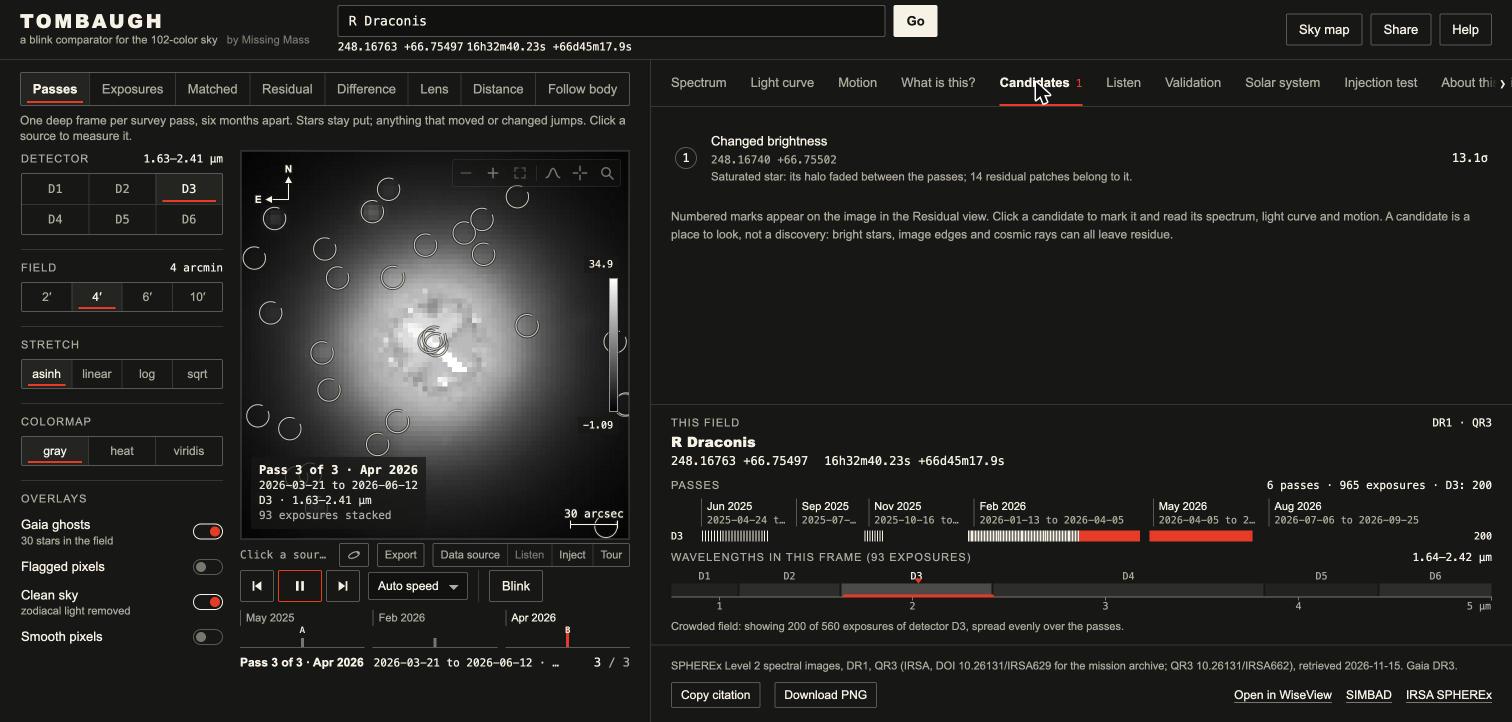 TOMBAUGH
a blink comparator for the 102-color sky by Missing Mass
R Draconis
Go
248.16763 +66.75497 16h32m40.23s +66d45m17.9s
Sky map
Share
Help
Passes
Exposures
Matched
Residual
Difference
Lens
Distance
Follow body
One deep frame per survey pass, six months apart. Stars stay put; anything that moved or changed jumps. Click a
source to measure it.
DETECTOR 1.63–2.41 µm
D1 D2 D3
D4 D5 D6
FIELD 4 arcmin
2′ 4′ 6′ 10′
STRETCH
asinh linear log sqrt
COLORMAP
gray heat viridis
OVERLAYS
Gaia ghosts
30 stars in the field
Flagged pixels
Clean sky
zodiacal light removed
Smooth pixels
N
E
34.9
−1.09
Pass 3 of 3 · Apr 2026
2026-03-21 to 2026-06-12
D3 · 1.63–2.41 µm
93 exposures stacked
30 arcsec
Click a sour…
Export
Data source
Listen
Inject
Tour
Auto speed
Blink
May 2025 Feb 2026 Apr 2026
A B
Pass 3 of 3 · Apr 2026 2026-03-21 to 2026-06-12 · … 3 / 3
Spectrum
Light curve
Motion
What is this?
Candidates 1
Listen
Validation
Solar system
Injection test
About this
1
Changed brightness
248.16740 +66.75502
Saturated star: its halo faded between the passes; 14 residual patches belong to it.
13.1σ
Numbered marks appear on the image in the Residual view. Click a candidate to mark it and read its spectrum, light curve and motion. A candidate is a
place to look, not a discovery: bright stars, image edges and cosmic rays can all leave residue.
THIS FIELD DR1 · QR3
R Draconis
248.16763 +66.75497 16h32m40.23s +66d45m17.9s
PASSES 6 passes · 965 exposures · D3: 200
Jun 2025 Sep 2025 Nov 2025 Feb 2026 May 2026 Aug 2026
2025-04-24 t… 2025-07-… 2025-10-16 to… 2026-01-13 to 2026-04-05 2026-04-05 to 2… 2026-07-06 to 2026-09-25
D3 200
WAVELENGTHS IN THIS FRAME (93 EXPOSURES) 1.64–2.42 µm
D1 D2 D3 D4 D5 D6
1 2 3 4 5 µm
Crowded field: showing 200 of 560 exposures of detector D3, spread evenly over the passes.
SPHEREx Level 2 spectral images, DR1, QR3 (IRSA, DOI 10.26131/IRSA629 for the mission archive; QR3 10.26131/IRSA662), retrieved 2026-11-15. Gaia DR3.
Copy citation
Download PNG
Open in WiseView
SIMBAD
IRSA SPHEREx